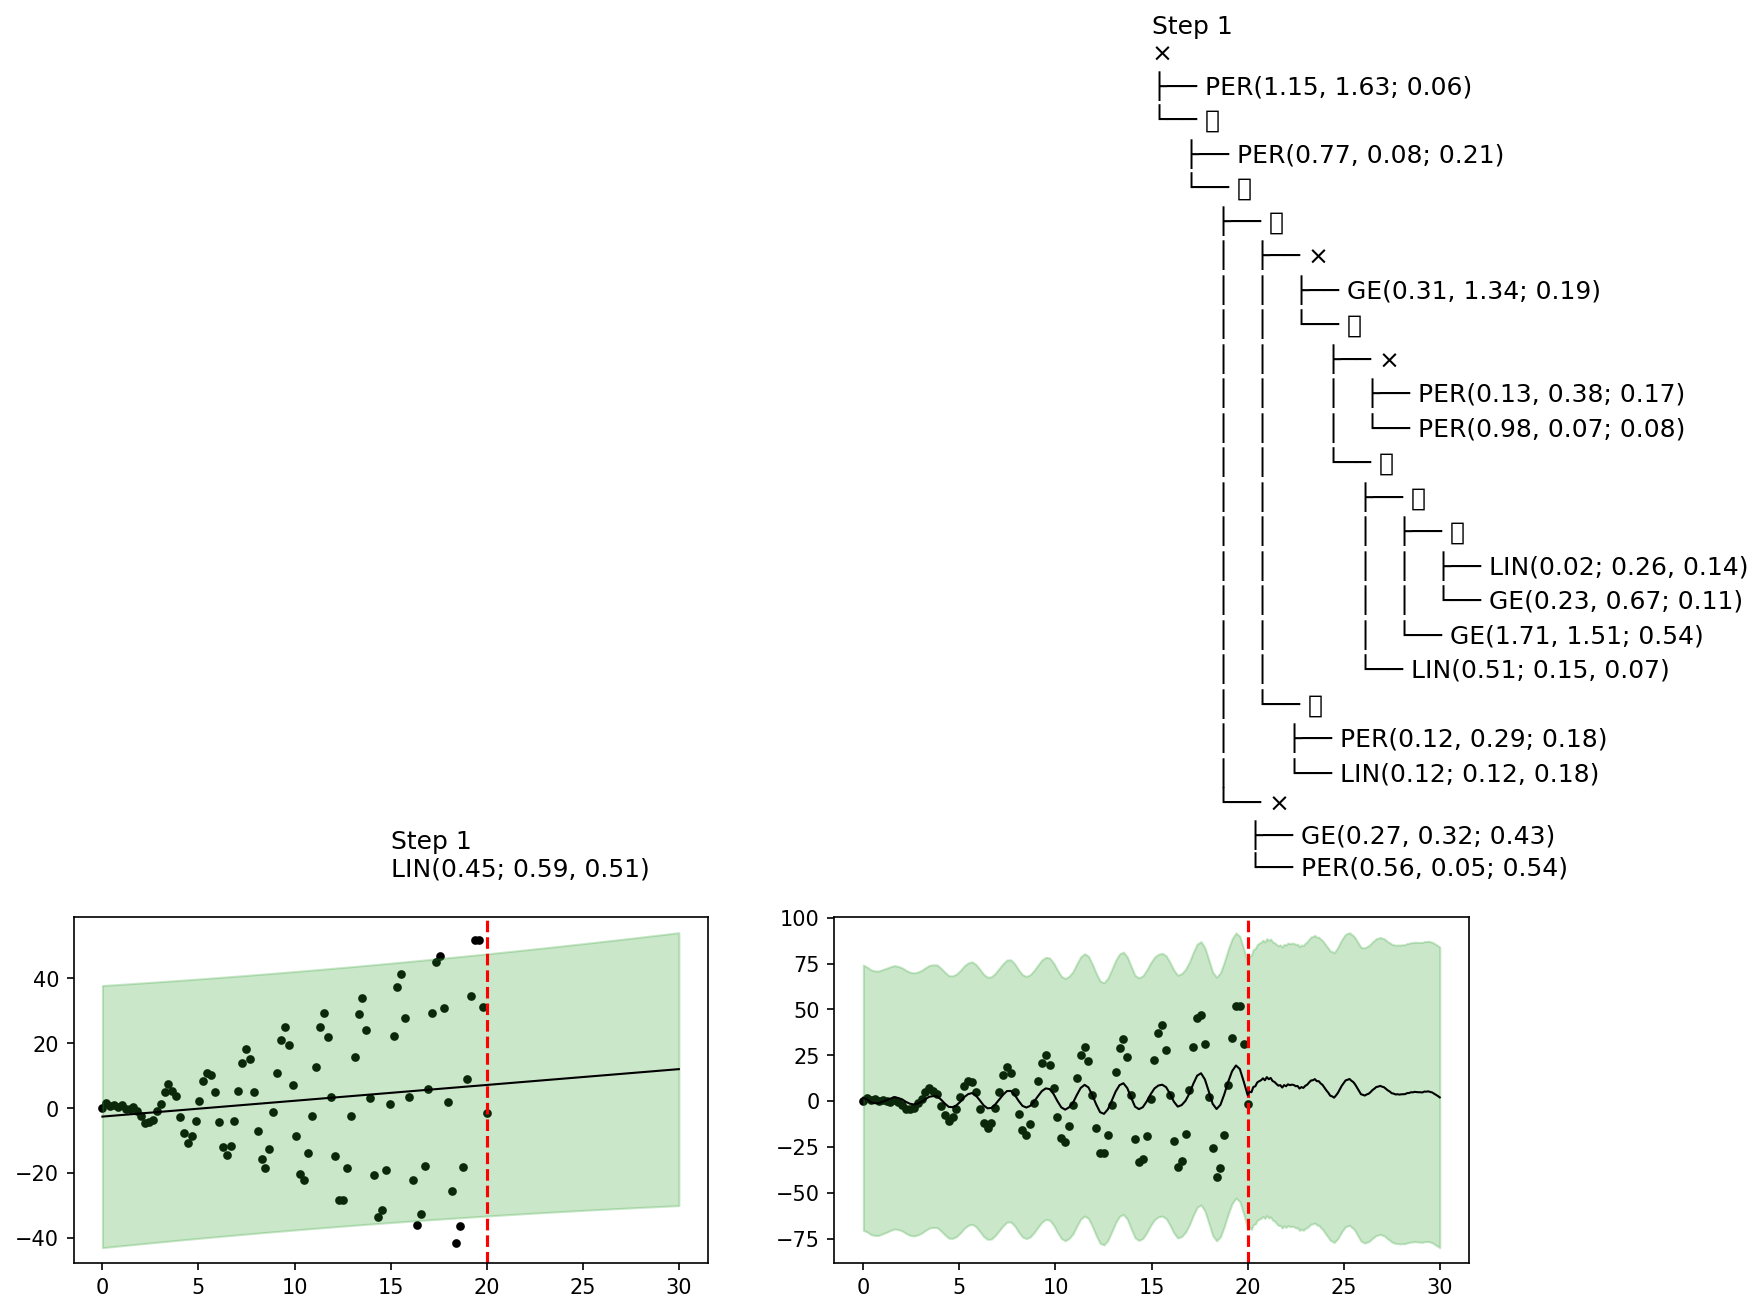 Step 1
×
├── PER(1.15, 1.63; 0.06)
└── 
├── PER(0.77, 0.08; 0.21)
└── 
├── 
│ ├── ×
│ │ ├── GE(0.31, 1.34; 0.19)
│ │ └── 
│ │ ├── ×
│ │ │ ├── PER(0.13, 0.38; 0.17)
│ │ │ └── PER(0.98, 0.07; 0.08)
│ │ └── 
│ │ ├── 
│ │ │ ├── 
│ │ │ │ ├── LIN(0.02; 0.26, 0.14)
│ │ │ │ └── GE(0.23, 0.67; 0.11)
│ │ │ └── GE(1.71, 1.51; 0.54)
│ │ └── LIN(0.51; 0.15, 0.07)
│ └── 
│ ├── PER(0.12, 0.29; 0.18)
│ └── LIN(0.12; 0.12, 0.18)
└── ×
├── GE(0.27, 0.32; 0.43)
└── PER(0.56, 0.05; 0.54)
Step 1
LIN(0.45; 0.59, 0.51)
40
20
0
−20
−40
0 5 10 15 20 25 30
100
75
50
25
0
−25
−50
−75
0 5 10 15 20 25 30